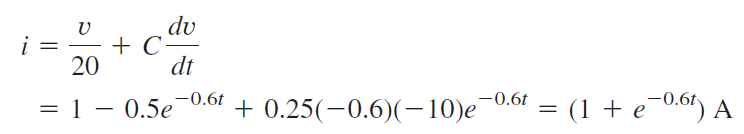 i = v/20 + C dv/dt
= 1 − 0.5e^{−0.6t} + 0.25(−0.6)(−10)e^{−0.6t} = (1 + e^{−0.6t}) A